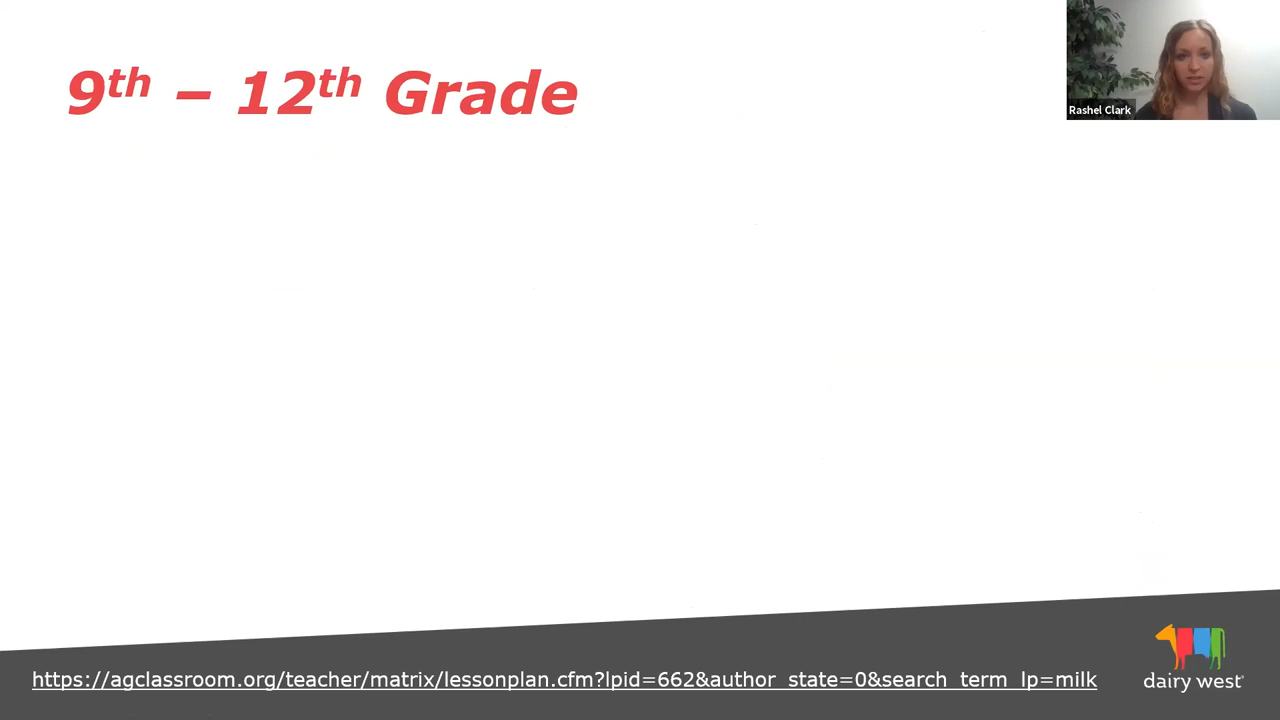 9th – 12th Grade
Rashel Clark
https://agclassroom.org/teacher/matrix/lessonplan.cfm?lpid=662&author_state=0&search_term_lp=milk
dairy west